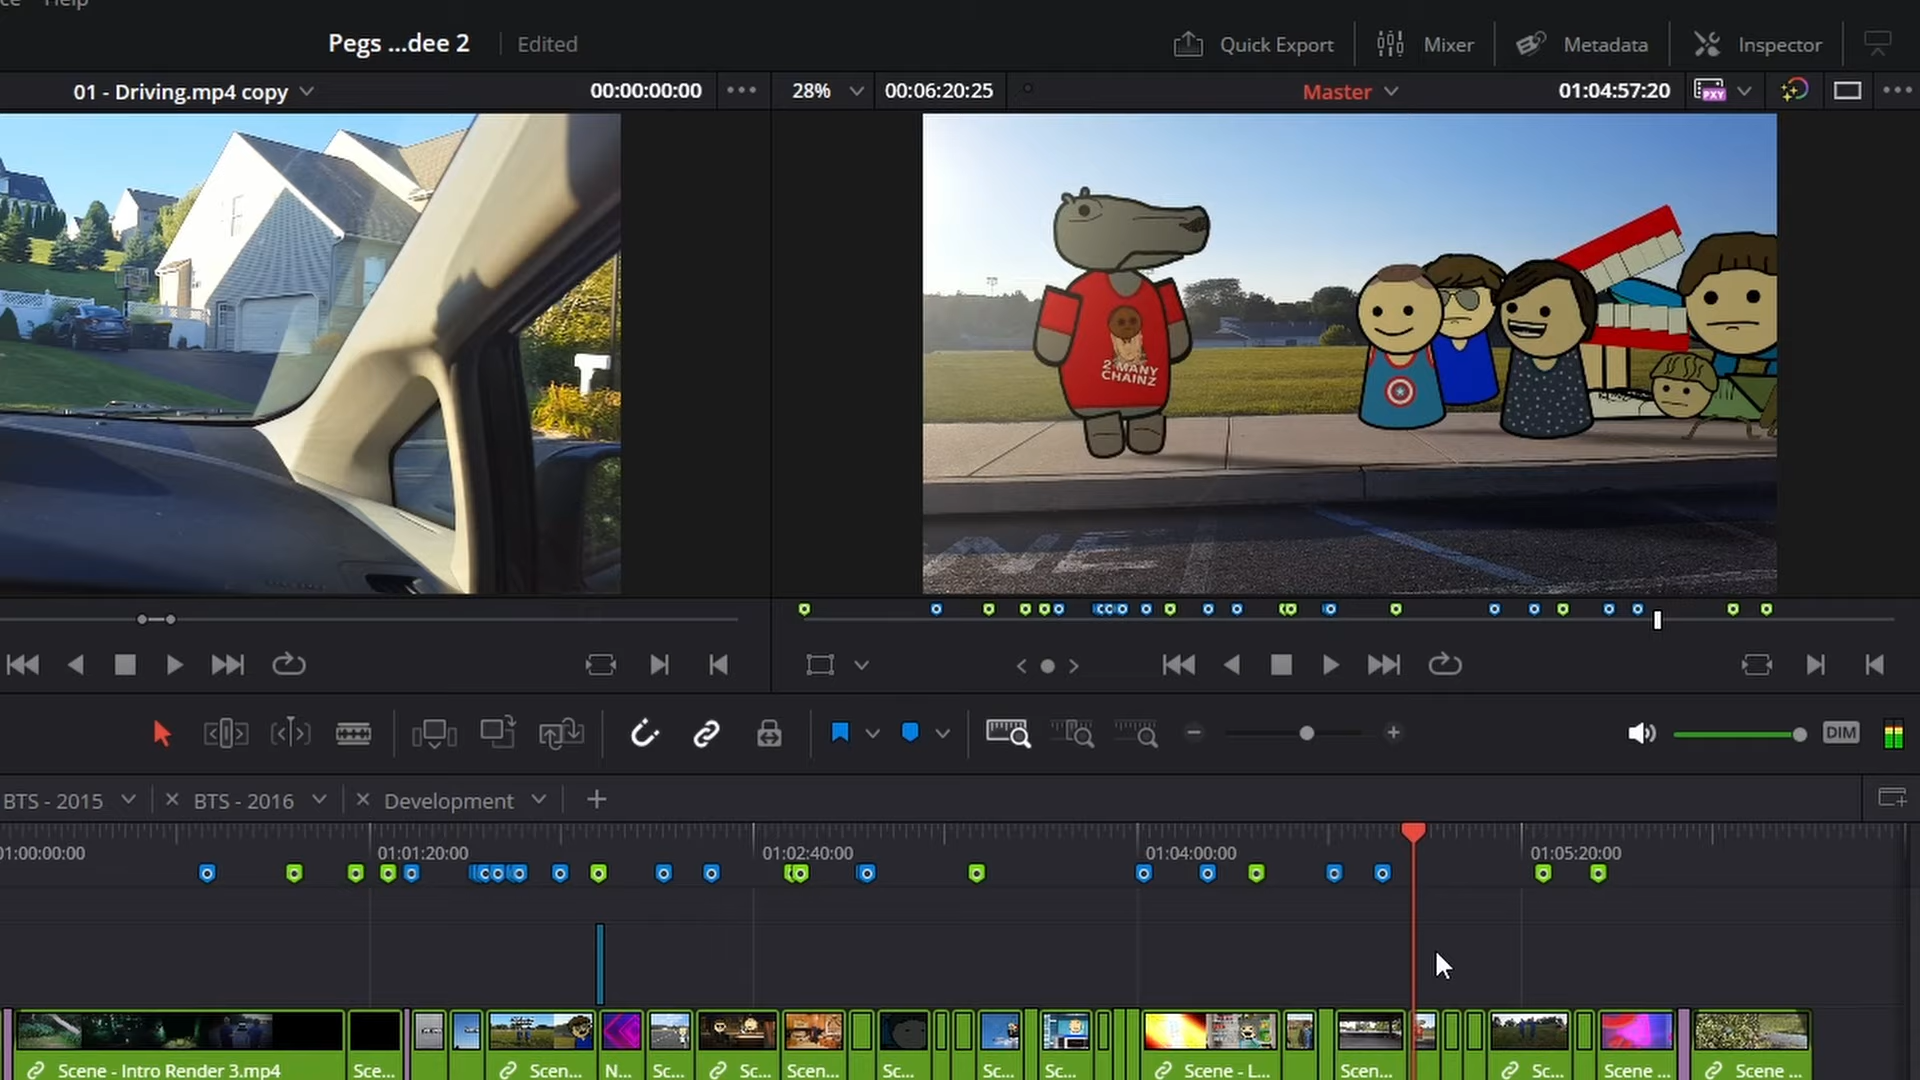 Help
Pegs ...dee 2
Edited
Quick Export
Mixer
Metadata
Inspector
01 - Driving.mp4 copy
00:00:00:00
28%
00:06:20:25
Master
01:04:57:20
PXY
2 MANY
CHAINZ
DIM
BTS - 2015
BTS - 2016
Development
01:00:00:00
01:01:20:00
01:02:40:00
01:04:00:00
01:05:20:00
Scene - Intro Render 3.mp4
Sce...
Scen...
N...
Sc...
Sc...
Scen...
Sc...
Sc...
Sc...
Scene - L...
Scen...
Sc...
Scene ...
Scene ...